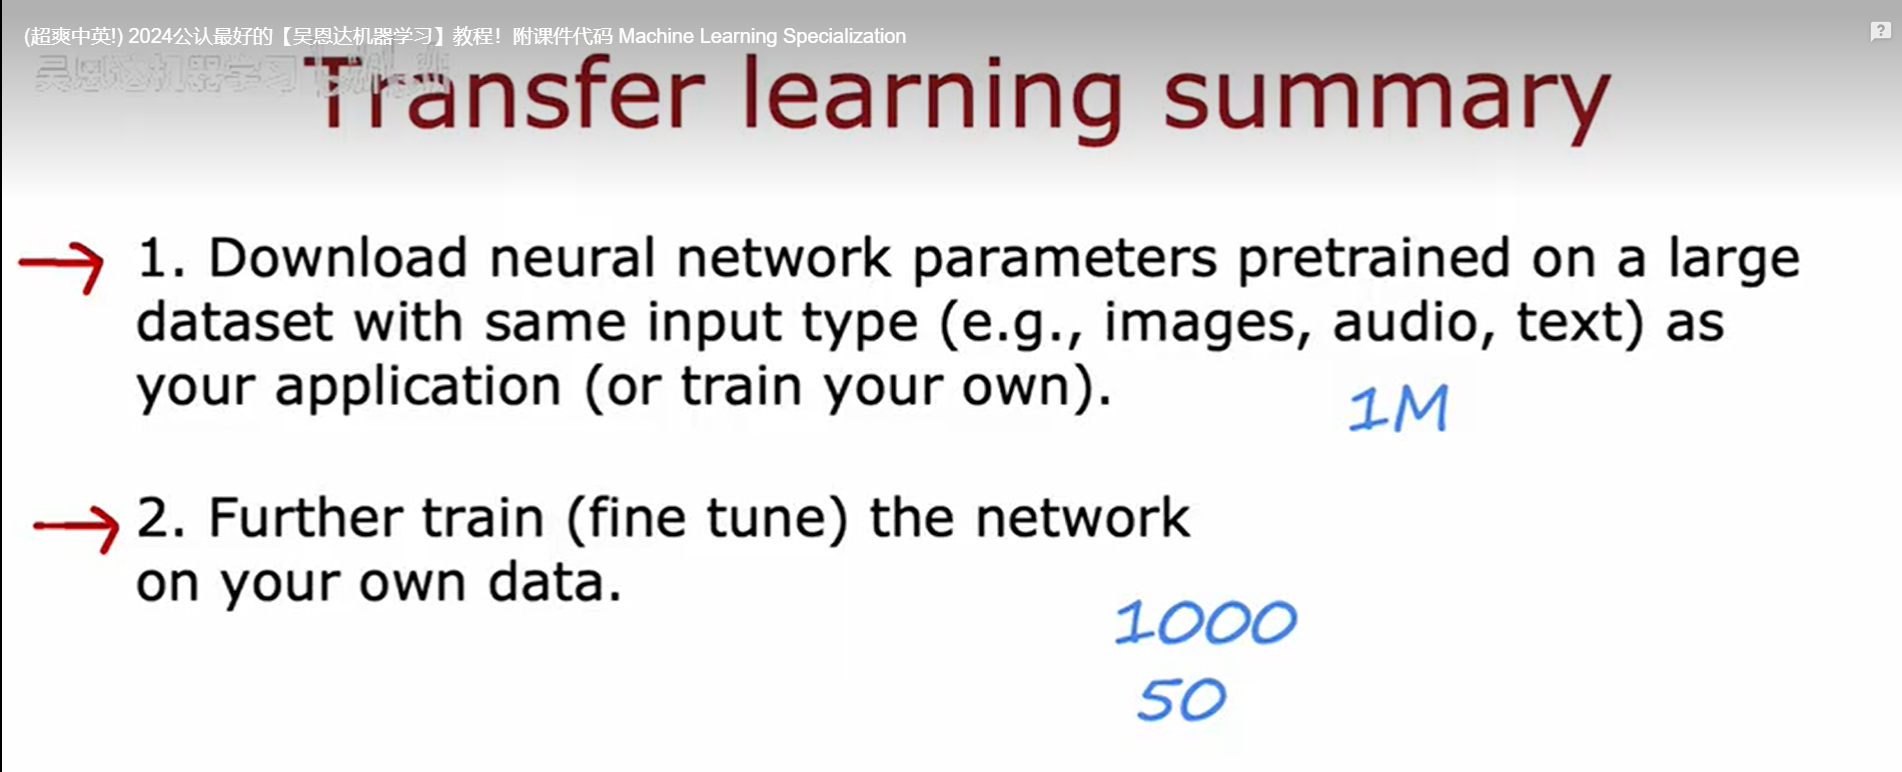 (超爽中英!) 2024公认最好的【吴恩达机器学习】教程！附课件代码 Machine Learning Specialization
吴恩达机器学习
Transfer learning summary
1. Download neural network parameters pretrained on a large
dataset with same input type (e.g., images, audio, text) as
your application (or train your own).
1M
2. Further train (fine tune) the network
on your own data.
1000
50